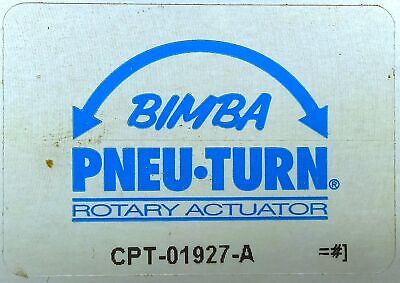 BIMBA
PNEU•TURN®
ROTARY ACTUATOR
CPT-01927-A =#]